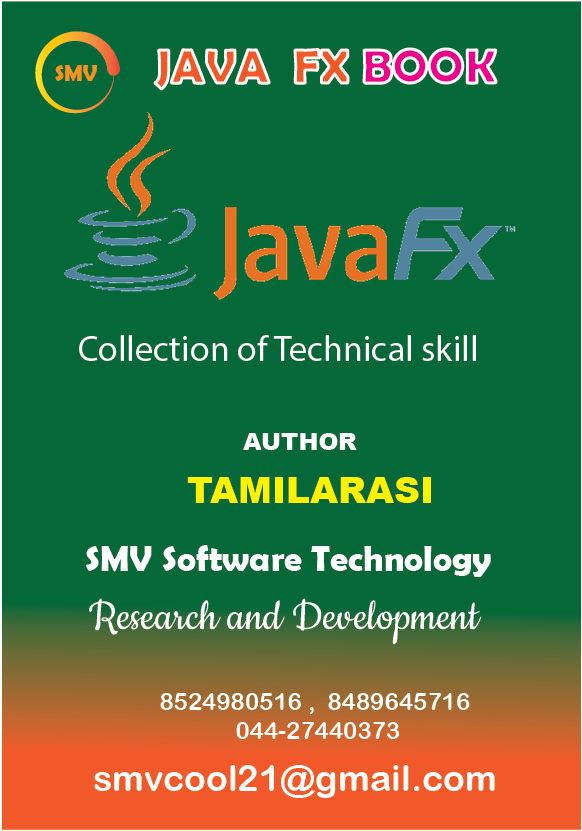 SMV
JAVA FX BOOK
JavaFx™
Collection of Technical skill
AUTHOR
TAMILARASI
SMV Software Technology
Research and Development
8524980516 , 8489645716
044-27440373
smvcool21@gmail.com